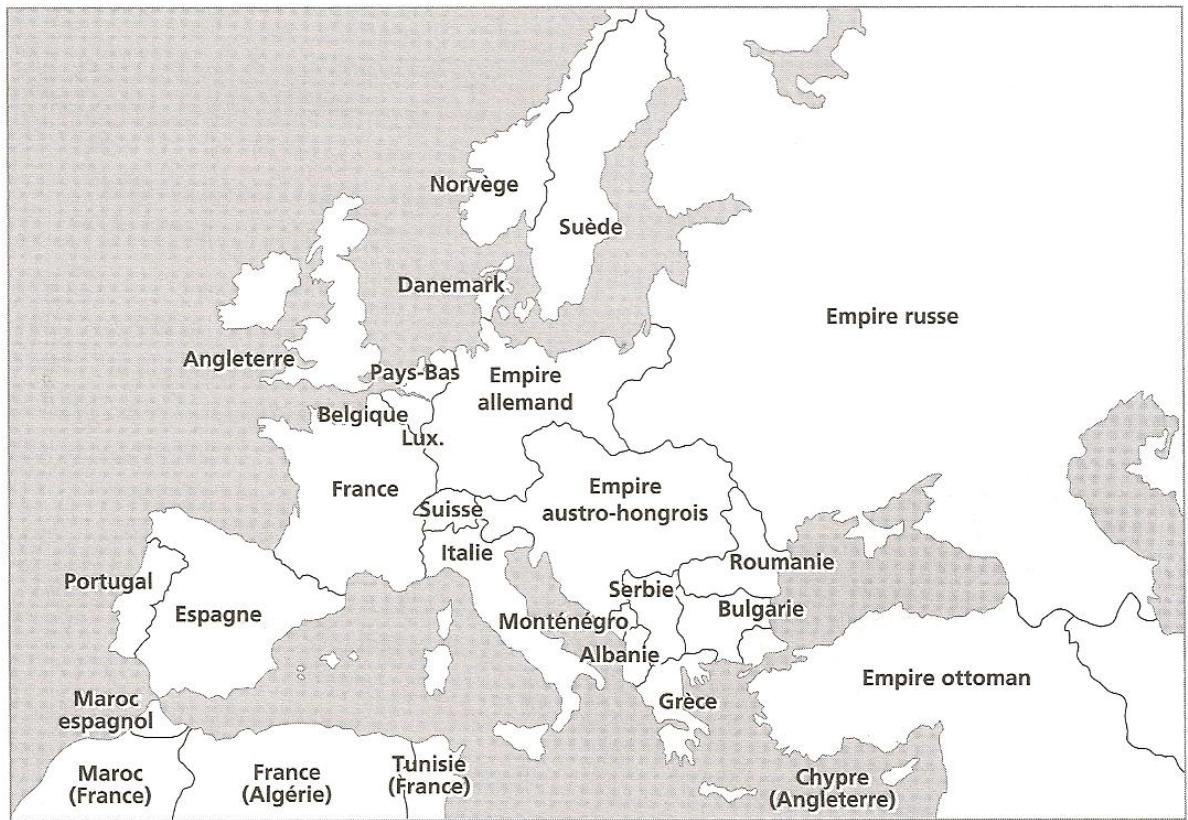 Norvège
Suède
Danemark
Empire russe
Angleterre
Pays-Bas
Empire
allemand
Belgique
Lux.
France
Empire
austro-hongrois
Suisse
Italie
Roumanie
Portugal
Espagne
Serbie
Bulgarie
Monténégro
Albanie
Empire ottoman
Grèce
Maroc
espagnol
Maroc
(France)
France
(Algérie)
Tunisie
(France)
Chypre
(Angleterre)